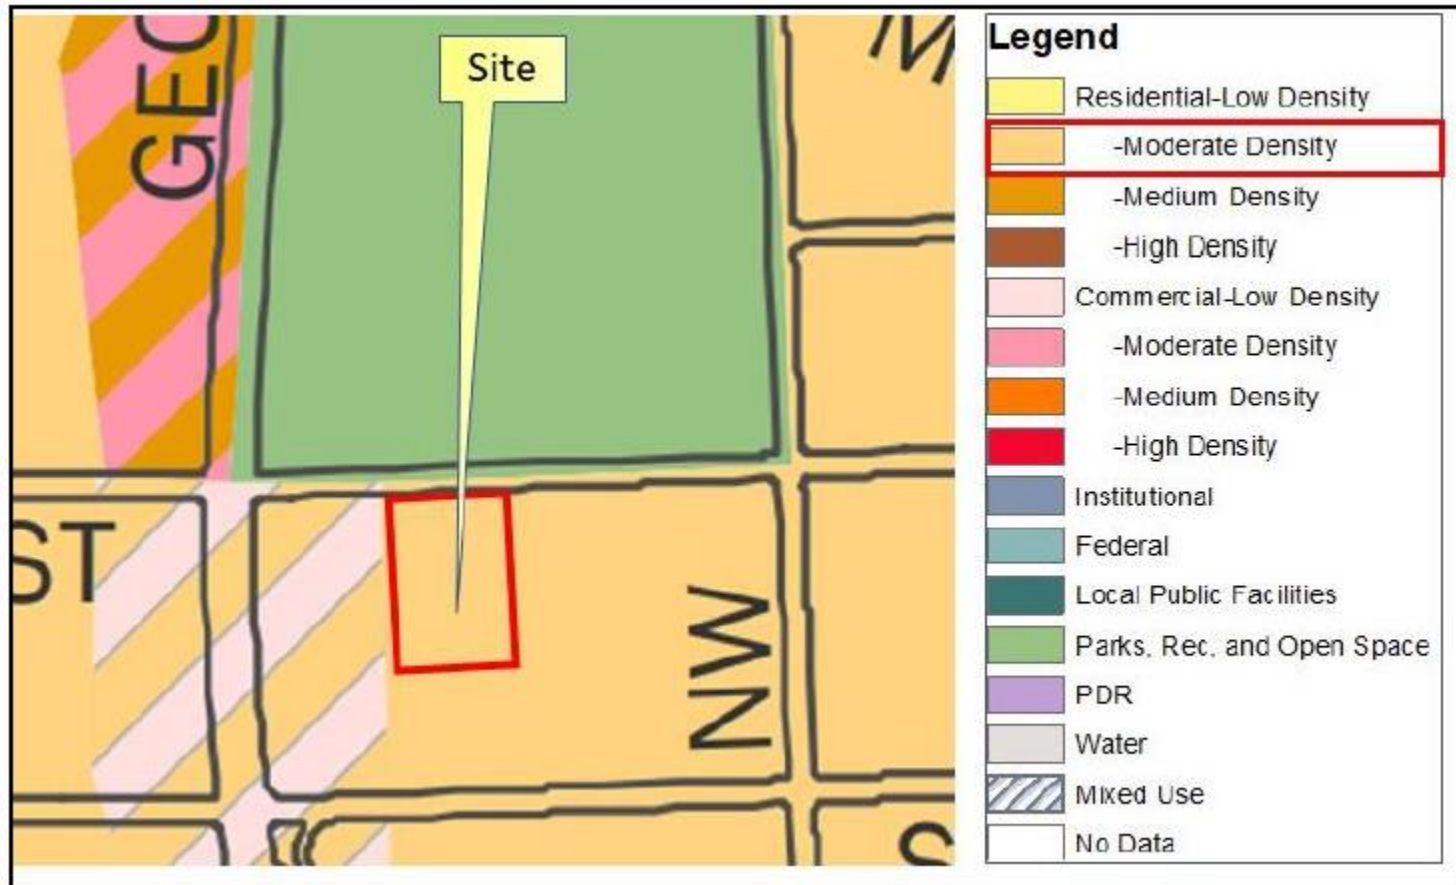 GEO
M
Site
ST
NW
S
Legend
Residential-Low Density
-Moderate Density
-Medium Density
-High Density
Commercial-Low Density
-Moderate Density
-Medium Density
-High Density
Institutional
Federal
Local Public Facilities
Parks, Rec, and Open Space
PDR
Water
Mixed Use
No Data